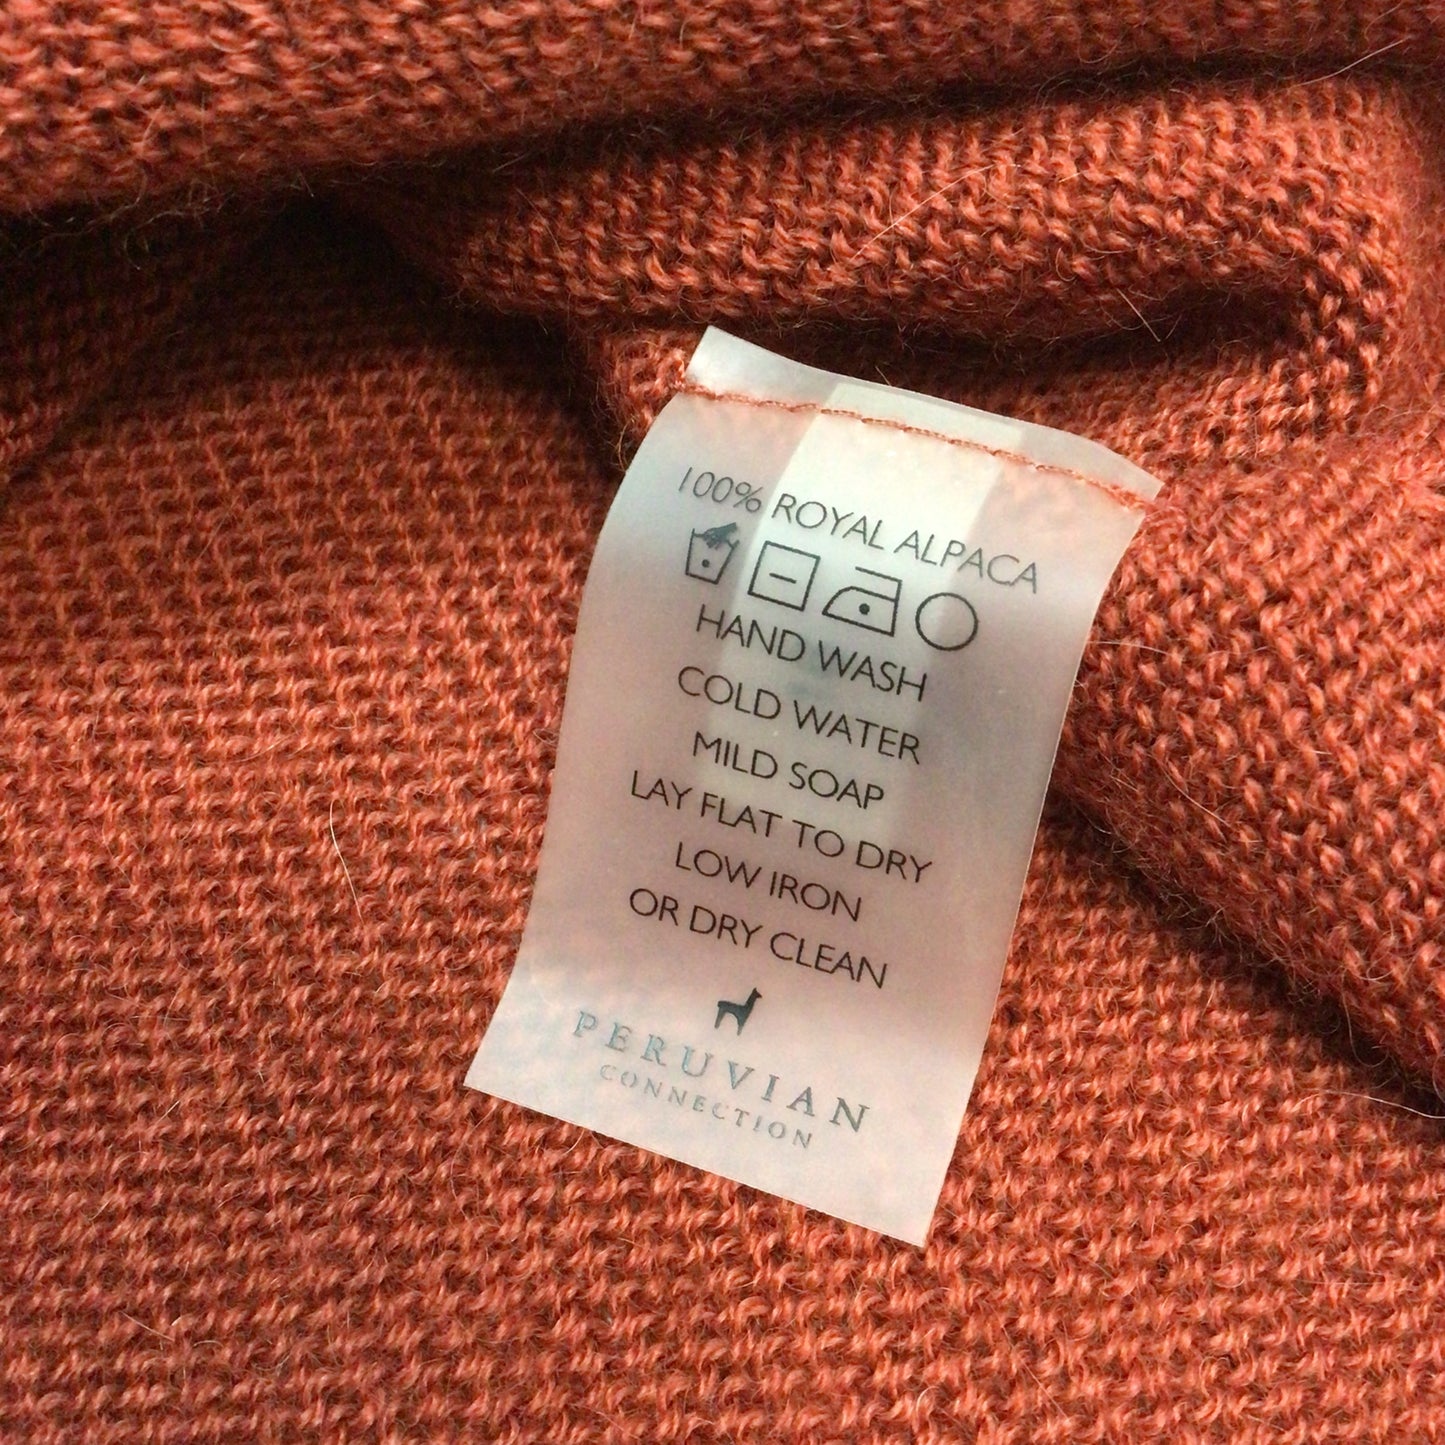 100% ROYAL ALPACA
HAND WASH
COLD WATER
MILD SOAP
LAY FLAT TO DRY
LOW IRON
OR DRY CLEAN
PERUVIAN
CONNECTION